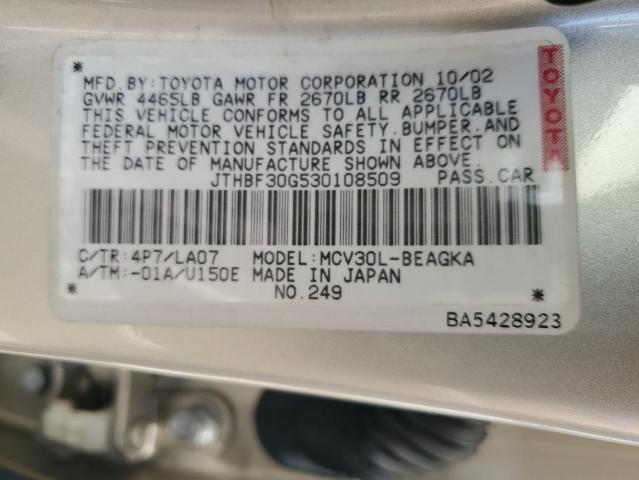 MFD.BY:TOYOTA MOTOR CORPORATION 10/02
GVWR 4465LB GAWR FR 2670LB RR 2670LB
THIS VEHICLE CONFORMS TO ALL APPLICABLE
FEDERAL MOTOR VEHICLE SAFETY,BUMPER,AND
THEFT PREVENTION STANDARDS IN EFFECT ON
THE DATE OF MANUFACTURE SHOWN ABOVE.
JTHBF30G530108509 PASS.CAR
C/TR:4P7/LA07 MODEL:MCV30L-BEAGKA
A/TM:-01A/U150E MADE IN JAPAN
NO.249
BA5428923
TOYOTA